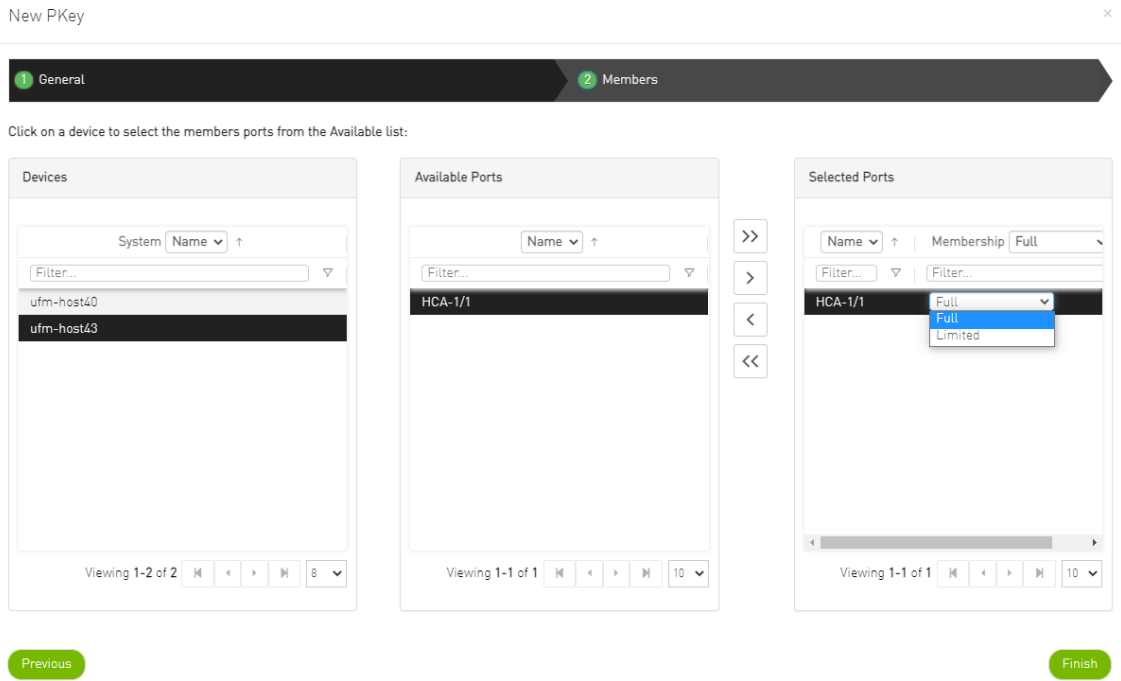 New PKey ×
1 General 2 Members
Click on a device to select the members ports from the Available list:
Devices
System Name ↑
Filter...
ufm-host40
ufm-host43
Viewing 1-2 of 2 8
Available Ports
Name ↑
Filter...
HCA-1/1
Viewing 1-1 of 1 10
>>
>
<
<<
Selected Ports
Name ↑ Membership Full
Filter... Filter...
HCA-1/1 Full
Full
Limited
Viewing 1-1 of 1 10
Previous Finish